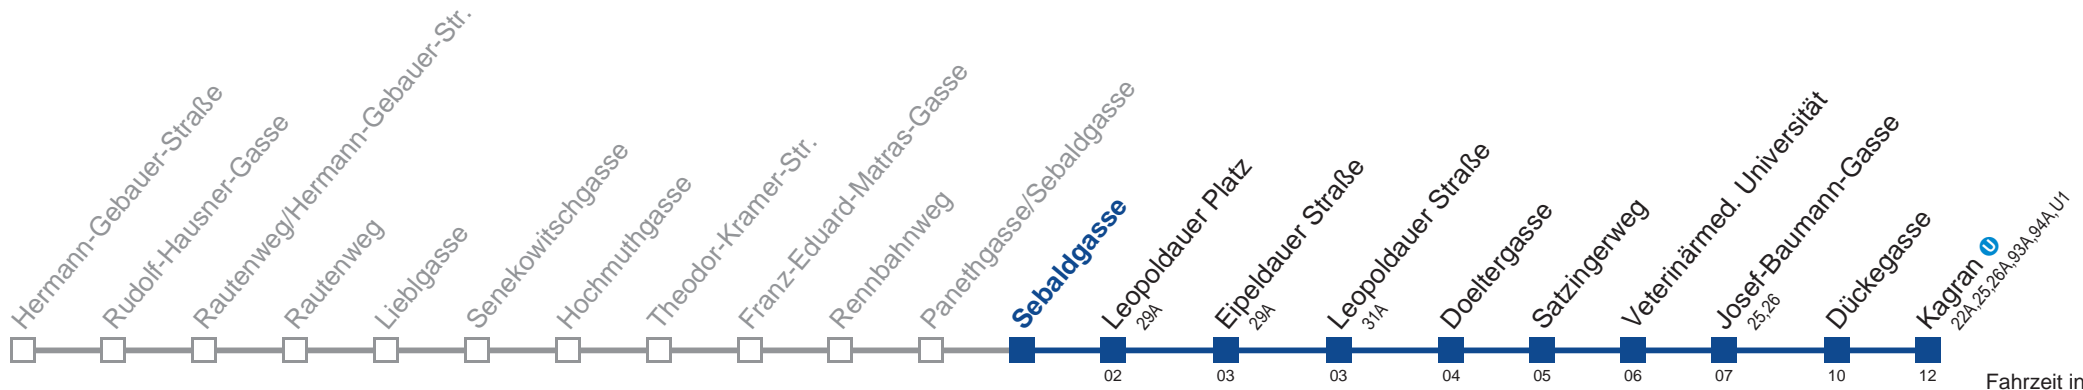 Hermann-Gebauer-Straße
Rudolf-Hausner-Gasse
Rautenweg/Hermann-Gebauer-Str.
Rautenweg
Lieblgasse
Senekowitschgasse
Hochmuthgasse
Theodor-Kramer-Str.
Franz-Eduard-Matras-Gasse
Rennbahnweg
Panethgasse/Sebaldgasse
Sebaldgasse
Leopoldauer Platz
29A
Eipeldauer Straße
29A
Leopoldauer Straße
31A
Doeltergasse
Satzingerweg
Veterinärmed. Universität
Josef-Baumann-Gasse
25,26
Dückegasse
Kagran U
22A,25,26A,93A,94A,U1
02 03 03 04 05 06 07 10 12
Fahrzeit in